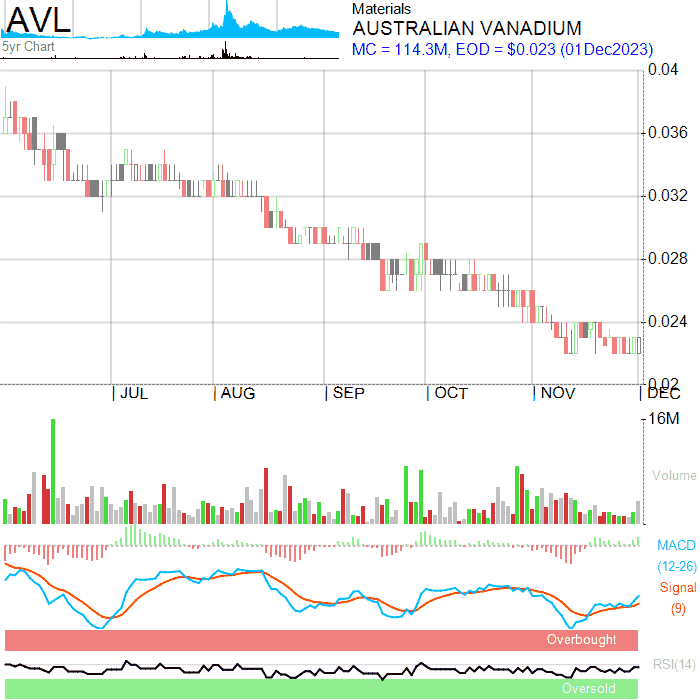 AVL
5yr Chart
Materials
AUSTRALIAN VANADIUM
MC = 114.3M, EOD = $0.023 (01Dec2023)
0.04
0.036
0.032
0.028
0.024
0.02
JUL AUG SEP OCT NOV DEC
16M
Volume
MACD
(12-26)
Signal
(9)
Overbought
RSI(14)
Oversold